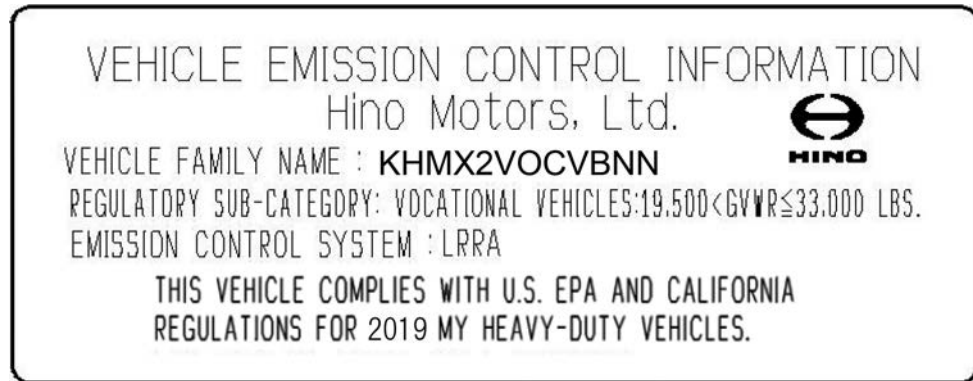 VEHICLE EMISSION CONTROL INFORMATION
Hino Motors, Ltd.
HINO
VEHICLE FAMILY NAME : KHMX2VOCVBNN
REGULATORY SUB-CATEGORY: VOCATIONAL VEHICLES:19,500<GVWR≦33,000 LBS.
EMISSION CONTROL SYSTEM : LRRA
THIS VEHICLE COMPLIES WITH U.S. EPA AND CALIFORNIA
REGULATIONS FOR 2019 MY HEAVY-DUTY VEHICLES.